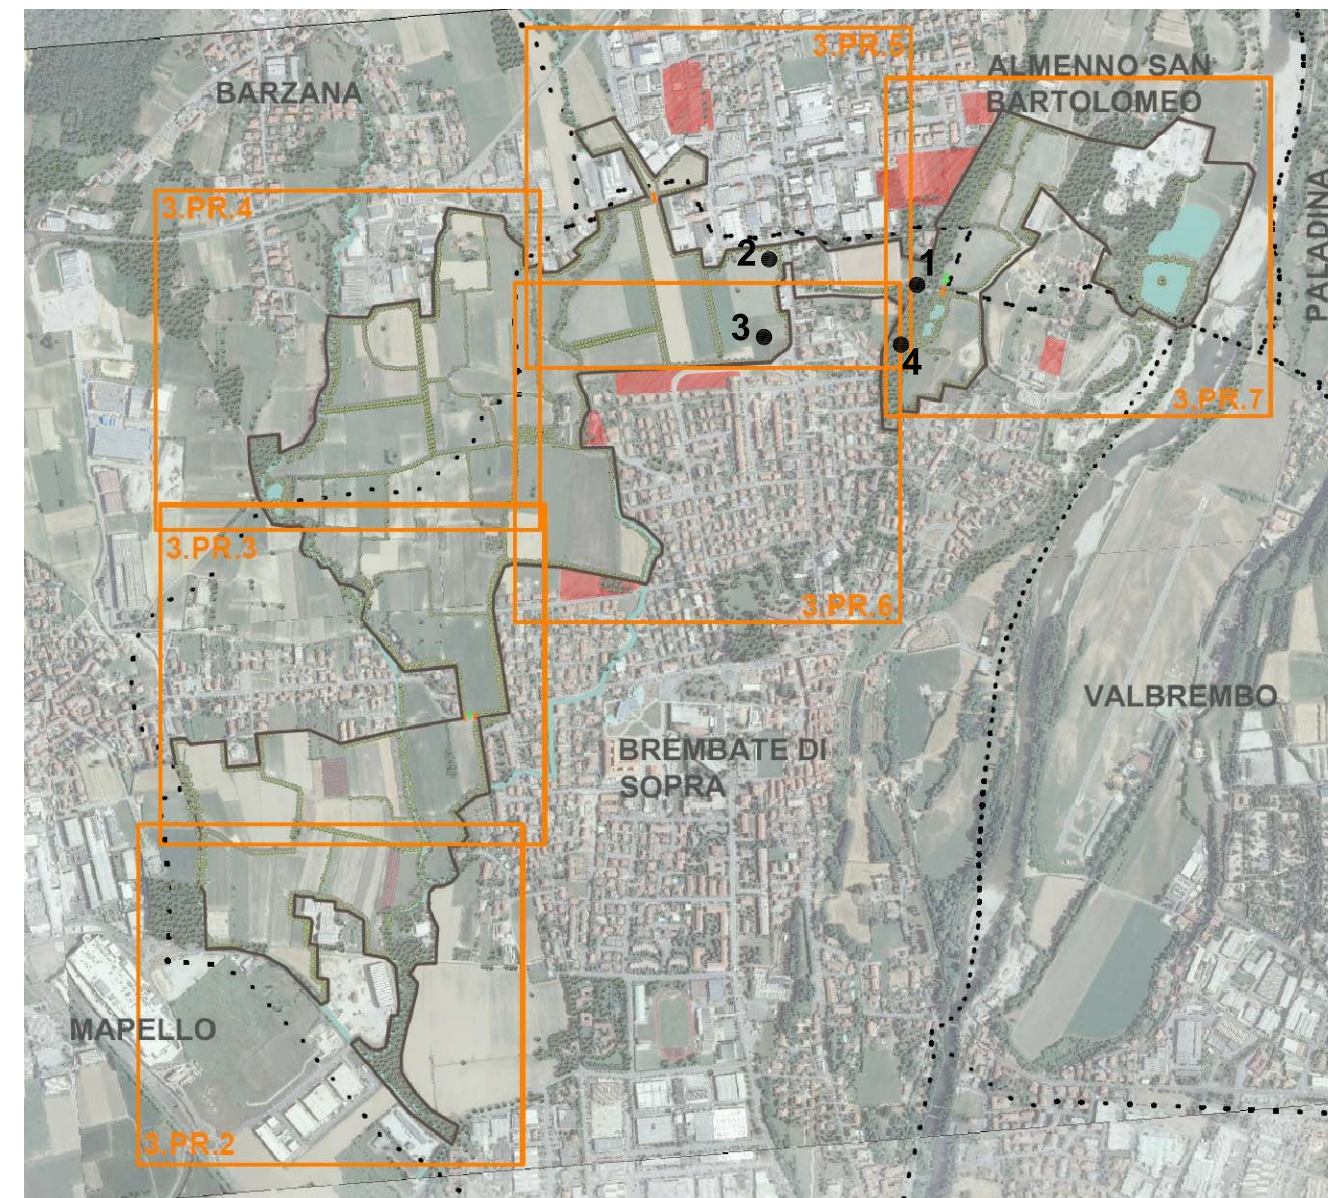 3.PR.5
ALMENNO SAN
BARTOLOMEO
BARZANA
3.PR.4
PALADINA
2
1
3
4
3.PR.7
3.PR.3
3.PR.6
VALBREMBO
BREMBATE DI
SOPRA
MAPELLO
3.PR.2